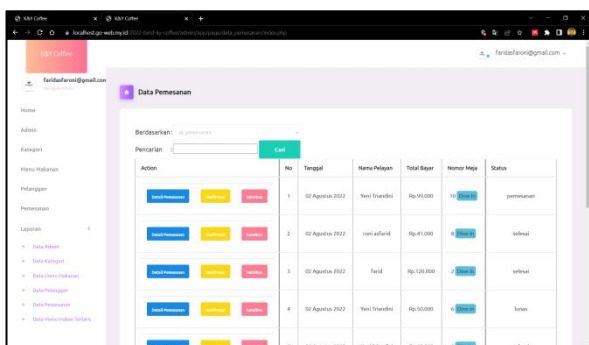 K&Y Coffee
K&Y Coffee
localhost.go-web.my.id:
K&Y Coffee
faridasfaroni@gmail.com
faridasfaroni@gmail.com
Data Pemesanan
Home
Admin
Kategori
Menu Makanan
Pelanggan
Pemesanan
Laporan
Data Admin
Data Kategori
Data Menu Makanan
Data Pelanggan
Data Pemesanan
Data Menu Makan Terlaris
Berdasarkan : id_pemesanan
Pencarian : Cari
Action No Tanggal Nama Pelayan Total Bayar Nomor Meja Status
Detail Pemesanan 1 02 Agustus 2022 Yeni Triandini Rp.99.000 10 Dine In pemesanan
Detail Pemesanan 2 02 Agustus 2022 roni asfarid Rp.41.000 8 Dine In selesai
Detail Pemesanan 3 02 Agustus 2022 farid Rp.120.000 2 Dine In selesai
Detail Pemesanan 4 02 Agustus 2022 Yeni Triandini Rp.50.000 6 Dine In lunas